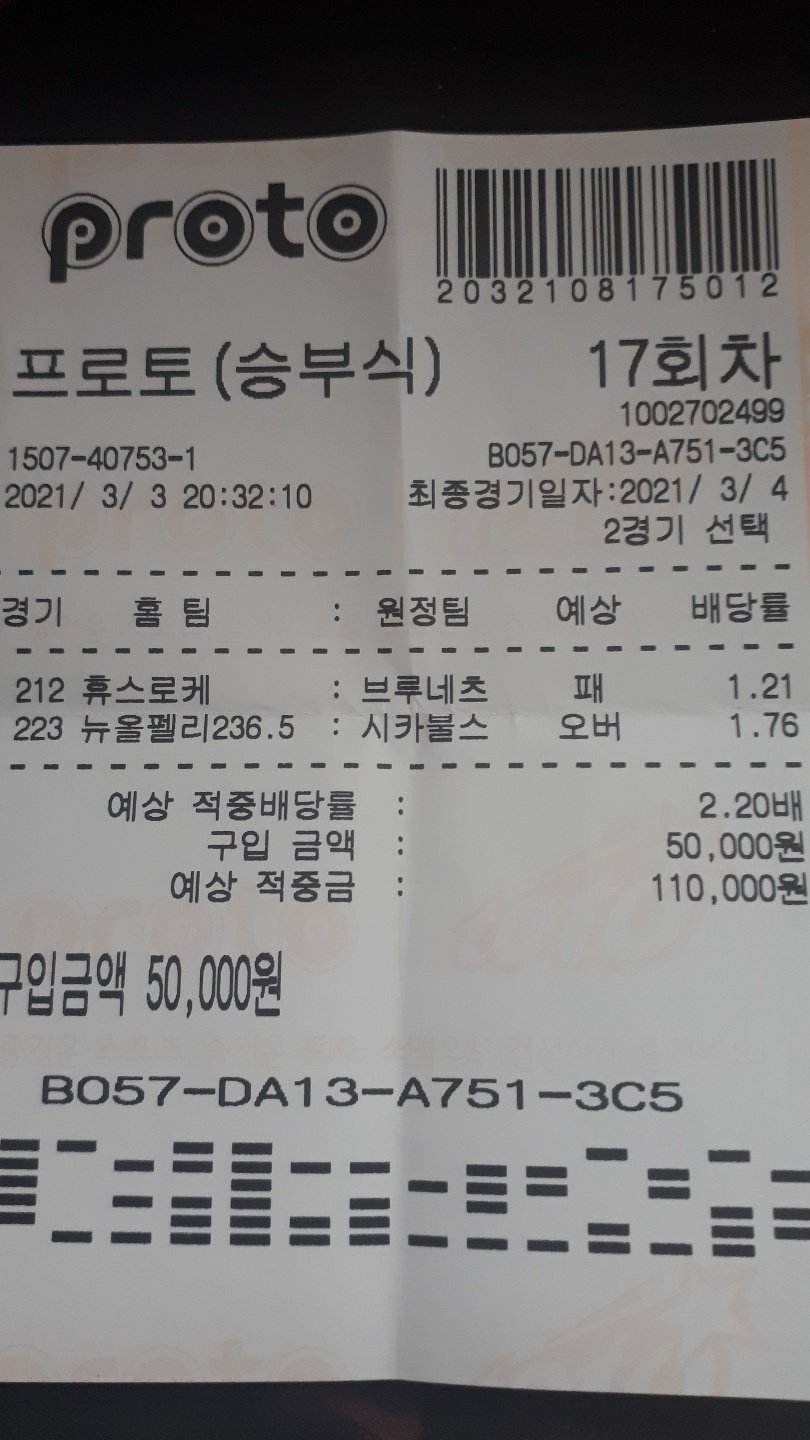 proto
2032108175012
프로토(승부식) 17회차
1002702499
1507-40753-1 B057-DA13-A751-3C5
2021/ 3/ 3 20:32:10 최종경기일자:2021/ 3/ 4
2경기 선택
경기 홈 팀 : 원정팀 예상 배당률
212 휴스로케 : 브루네츠 패 1.21
223 뉴올펠리236.5 : 시카불스 오버 1.76
예상 적중배당률 : 2.20배
구입 금액 : 50,000원
예상 적중금 : 110,000원
구입금액 50,000원
B057-DA13-A751-3C5